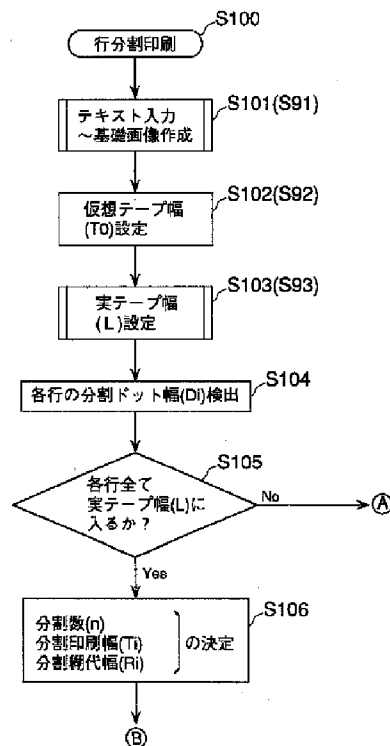 S100
行分割印刷
S101(S91)
テキスト入力
～基礎画像作成
S102(S92)
仮想テープ幅
(T0)設定
S103(S93)
実テープ幅
(L)設定
S104
各行の分割ドット幅(Di)検出
S105
各行全て
実テープ幅(L)に
入るか？
No
A
Yes
S106
分割数(n)
分割印刷幅(Ti)
分割糊代幅(Ri)
の決定
B